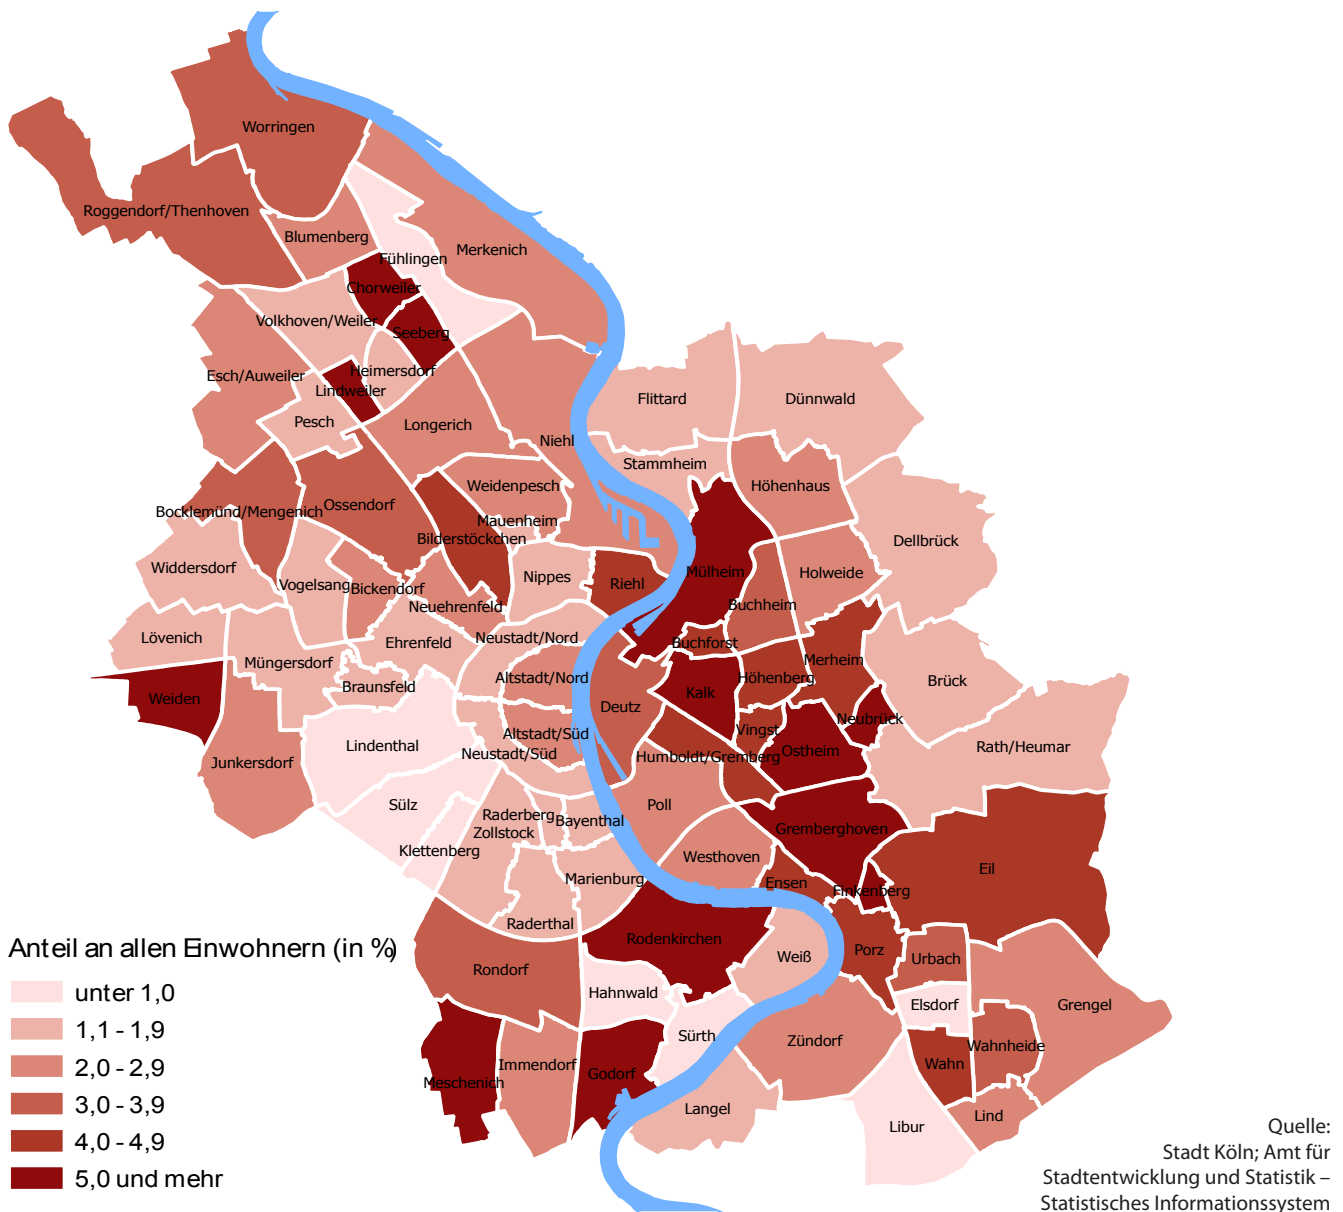 Worringen
Roggendorf/Thenhoven
Blumenberg
Merkenich
Fühlingen
Chorweiler
Volkhoven/Weiler
Seeberg
Esch/Auweiler
Heimersdorf
Lindweiler
Flittard
Dünnwald
Pesch
Longerich
Niehl
Stammheim
Weidenpesch
Höhenhaus
Bocklemünd/Mengenich
Ossendorf
Mauenheim
Bilderstöckchen
Dellbrück
Widdersdorf
Vogelsang
Bickendorf
Nippes
Riehl
Mülheim
Holweide
Neuehrenfeld
Buchheim
Lövenich
Ehrenfeld
Neustadt/Nord
Buchforst
Müngersdorf
Merheim
Altstadt/Nord
Höhenberg
Brück
Braunsfeld
Weiden
Kalk
Deutz
Neubrück
Lindenthal
Altstadt/Süd
Vingst
Rath/Heumar
Neustadt/Süd
Humboldt/Gremberg
Ostheim
Junkersdorf
Sülz
Poll
Raderberg
Zollstock
Bayenthal
Gremberghoven
Klettenberg
Westhoven
Eil
Marienburg
Ensen
Finkenberg
Raderthal
Rodenkirchen
Weiß
Porz
Urbach
Rondorf
Hahnwald
Elsdorf
Grengel
Sürth
Zündorf
Wahnheide
Immendorf
Wahn
Meschenich
Godorf
Langel
Lind
Libur
Anteil an allen Einwohnern (in %)
unter 1,0
1,1 - 1,9
2,0 - 2,9
3,0 - 3,9
4,0 - 4,9
5,0 und mehr
Quelle:
Stadt Köln; Amt für
Stadtentwicklung und Statistik –
Statistisches Informationssystem